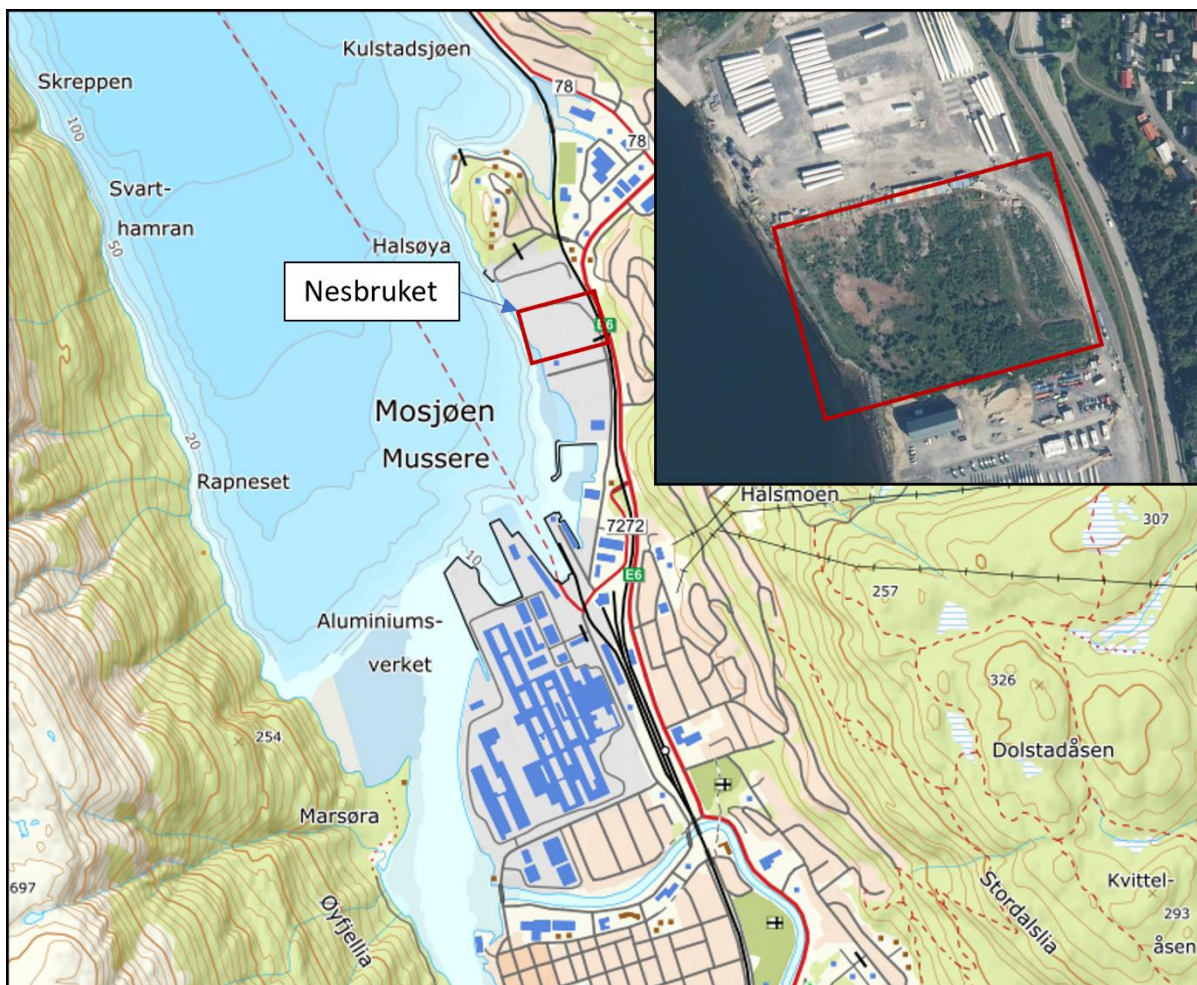 Kulstadsjøen
Skreppen
78
100
78
Svart-
hamran
50
Halsøya
Nesbruket
E6
Mosjøen
Mussere
20
Rapneset
Halsmoen
307
7272
10
E6
257
Aluminiums-
verket
326
254
Dolstadåsen
Marsøra
697
Øyfjellia
Stordalslia
Kvittel-
293
åsen